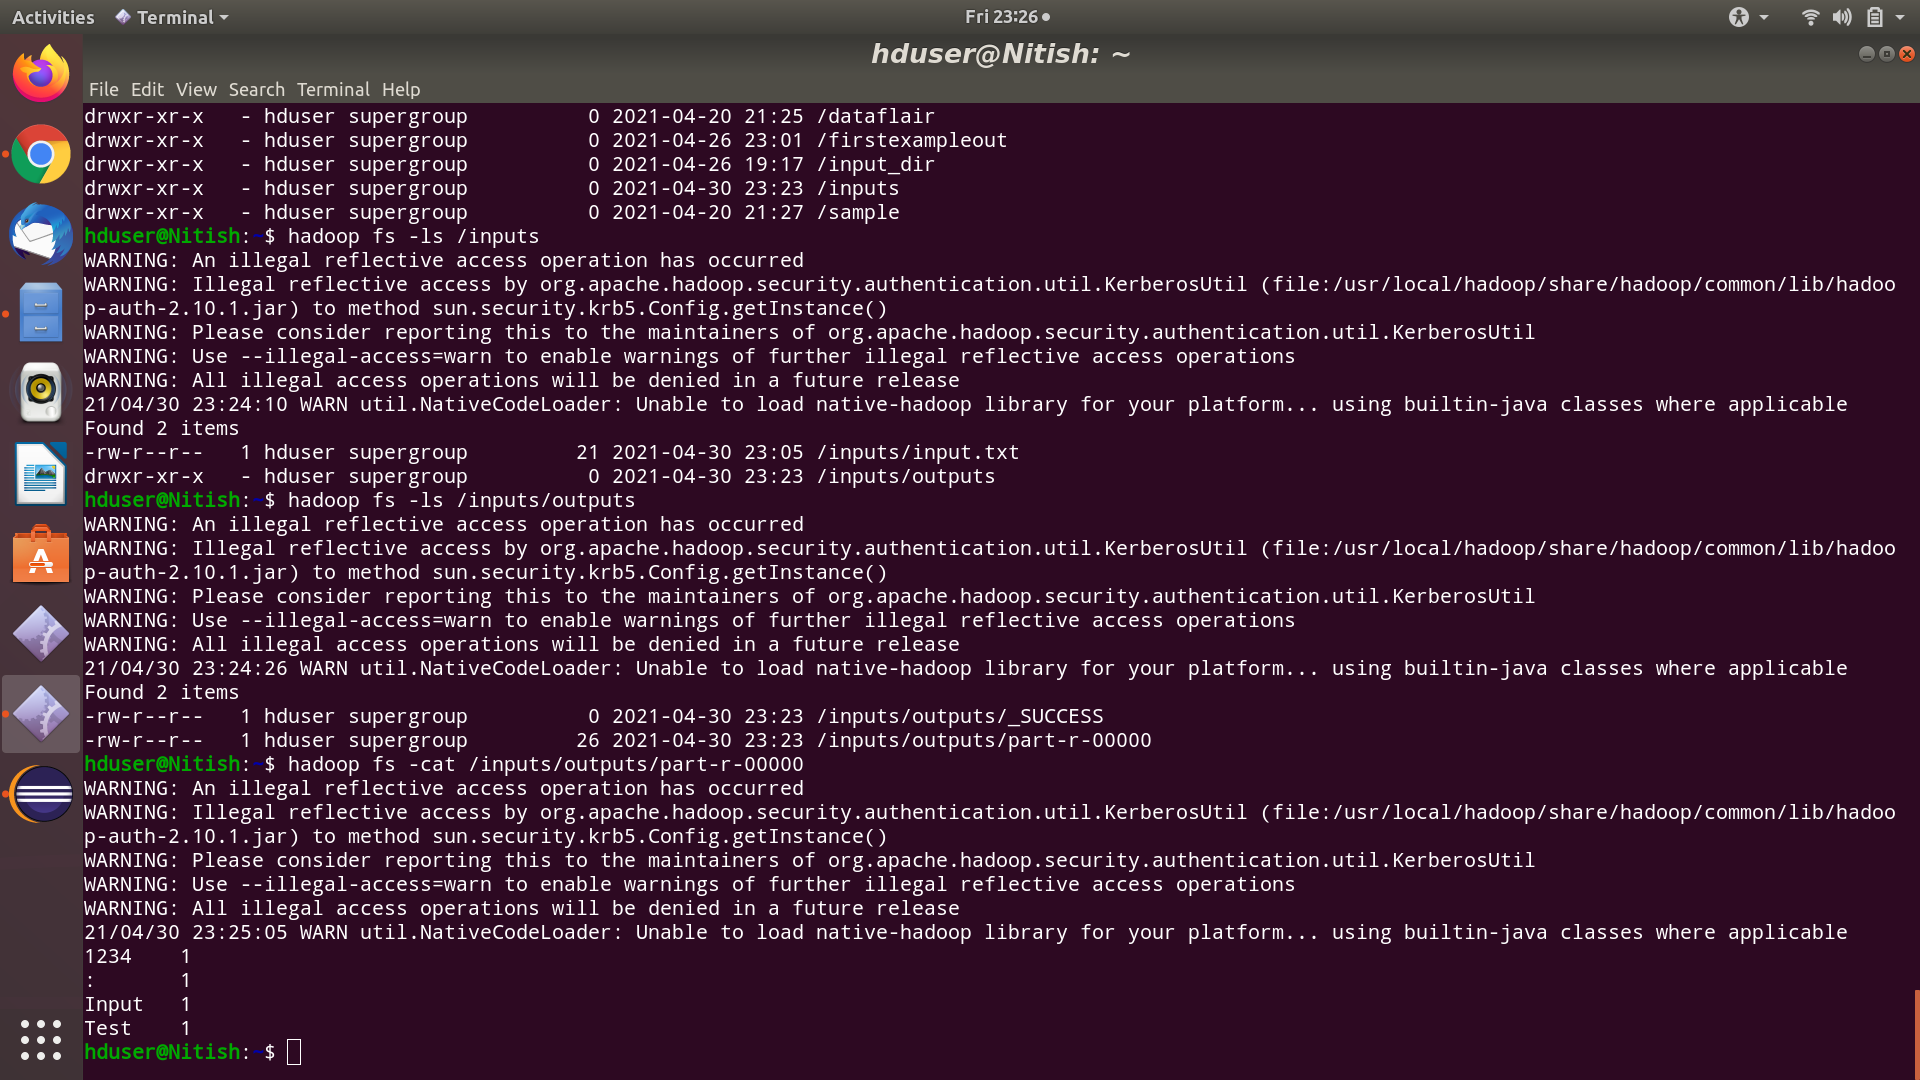 Activities Terminal Fri 23:26
hduser@Nitish: ~
File Edit View Search Terminal Help
drwxr-xr-x   - hduser supergroup          0 2021-04-20 21:25 /dataflair
drwxr-xr-x   - hduser supergroup          0 2021-04-26 23:01 /firstexampleout
drwxr-xr-x   - hduser supergroup          0 2021-04-26 19:17 /input_dir
drwxr-xr-x   - hduser supergroup          0 2021-04-30 23:23 /inputs
drwxr-xr-x   - hduser supergroup          0 2021-04-20 21:27 /sample
hduser@Nitish:~$ hadoop fs -ls /inputs
WARNING: An illegal reflective access operation has occurred
WARNING: Illegal reflective access by org.apache.hadoop.security.authentication.util.KerberosUtil (file:/usr/local/hadoop/share/hadoop/common/lib/hadoo
p-auth-2.10.1.jar) to method sun.security.krb5.Config.getInstance()
WARNING: Please consider reporting this to the maintainers of org.apache.hadoop.security.authentication.util.KerberosUtil
WARNING: Use --illegal-access=warn to enable warnings of further illegal reflective access operations
WARNING: All illegal access operations will be denied in a future release
21/04/30 23:24:10 WARN util.NativeCodeLoader: Unable to load native-hadoop library for your platform... using builtin-java classes where applicable
Found 2 items
-rw-r--r--   1 hduser supergroup         21 2021-04-30 23:05 /inputs/input.txt
drwxr-xr-x   - hduser supergroup          0 2021-04-30 23:23 /inputs/outputs
hduser@Nitish:~$ hadoop fs -ls /inputs/outputs
WARNING: An illegal reflective access operation has occurred
WARNING: Illegal reflective access by org.apache.hadoop.security.authentication.util.KerberosUtil (file:/usr/local/hadoop/share/hadoop/common/lib/hadoo
p-auth-2.10.1.jar) to method sun.security.krb5.Config.getInstance()
WARNING: Please consider reporting this to the maintainers of org.apache.hadoop.security.authentication.util.KerberosUtil
WARNING: Use --illegal-access=warn to enable warnings of further illegal reflective access operations
WARNING: All illegal access operations will be denied in a future release
21/04/30 23:24:26 WARN util.NativeCodeLoader: Unable to load native-hadoop library for your platform... using builtin-java classes where applicable
Found 2 items
-rw-r--r--   1 hduser supergroup          0 2021-04-30 23:23 /inputs/outputs/_SUCCESS
-rw-r--r--   1 hduser supergroup         26 2021-04-30 23:23 /inputs/outputs/part-r-00000
hduser@Nitish:~$ hadoop fs -cat /inputs/outputs/part-r-00000
WARNING: An illegal reflective access operation has occurred
WARNING: Illegal reflective access by org.apache.hadoop.security.authentication.util.KerberosUtil (file:/usr/local/hadoop/share/hadoop/common/lib/hadoo
p-auth-2.10.1.jar) to method sun.security.krb5.Config.getInstance()
WARNING: Please consider reporting this to the maintainers of org.apache.hadoop.security.authentication.util.KerberosUtil
WARNING: Use --illegal-access=warn to enable warnings of further illegal reflective access operations
WARNING: All illegal access operations will be denied in a future release
21/04/30 23:25:05 WARN util.NativeCodeLoader: Unable to load native-hadoop library for your platform... using builtin-java classes where applicable
1234    1
:       1
Input   1
Test    1
hduser@Nitish:~$